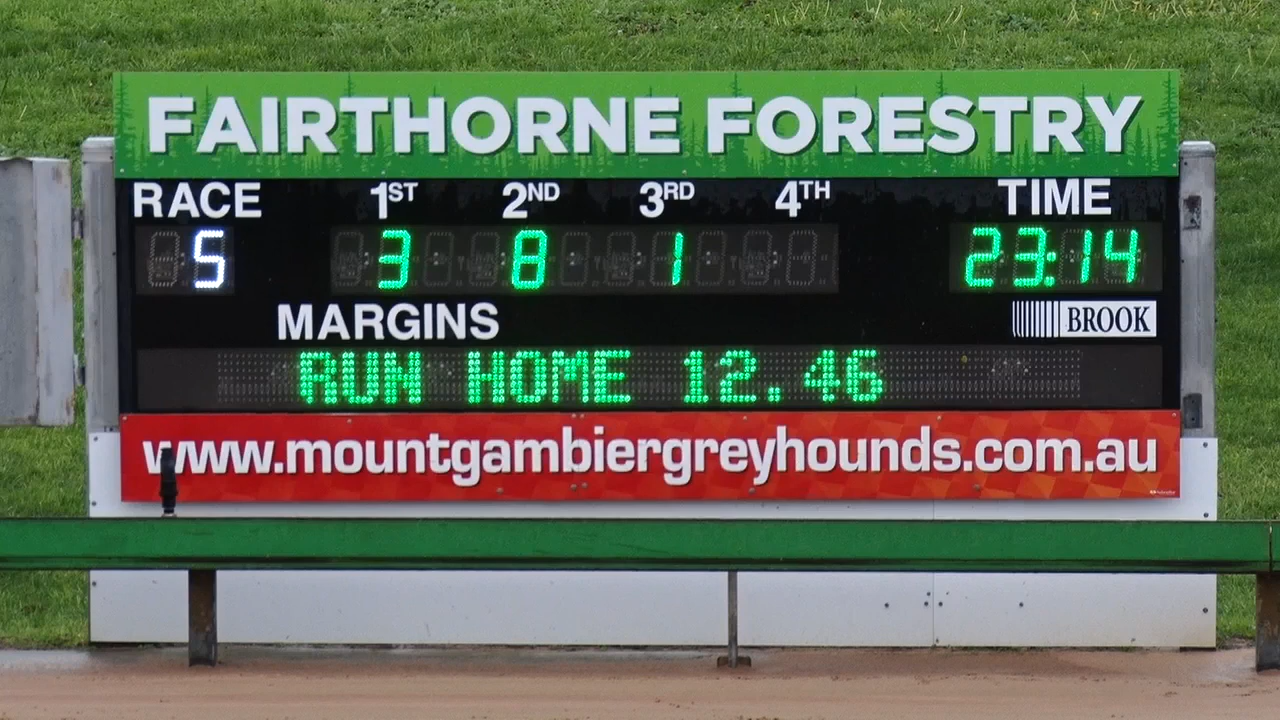 FAIRTHORNE FORESTRY
RACE 1ST 2ND 3RD 4TH TIME
5 3 8 1 23:14
MARGINS BROOK
RUN HOME 12.46
www.mountgambiergreyhounds.com.au